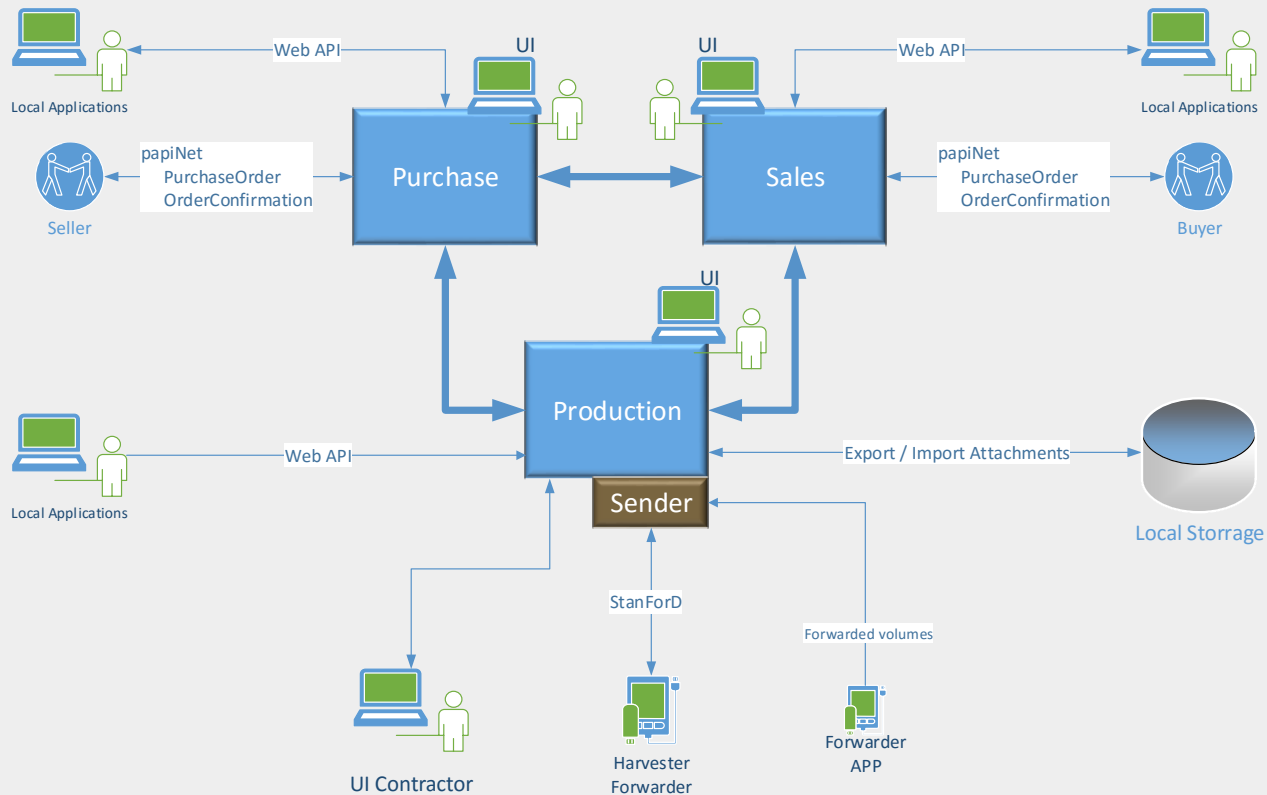 UI
UI
Web API
Web API
Local Applications
Local Applications
papiNet
PurchaseOrder
OrderConfirmation
Purchase
Sales
papiNet
PurchaseOrder
OrderConfirmation
Seller
Buyer
UI
Production
Web API
Export / Import Attachments
Local Applications
Sender
Local Storrage
StanForD
Forwarded volumes
UI Contractor
Harvester
Forwarder
Forwarder
APP